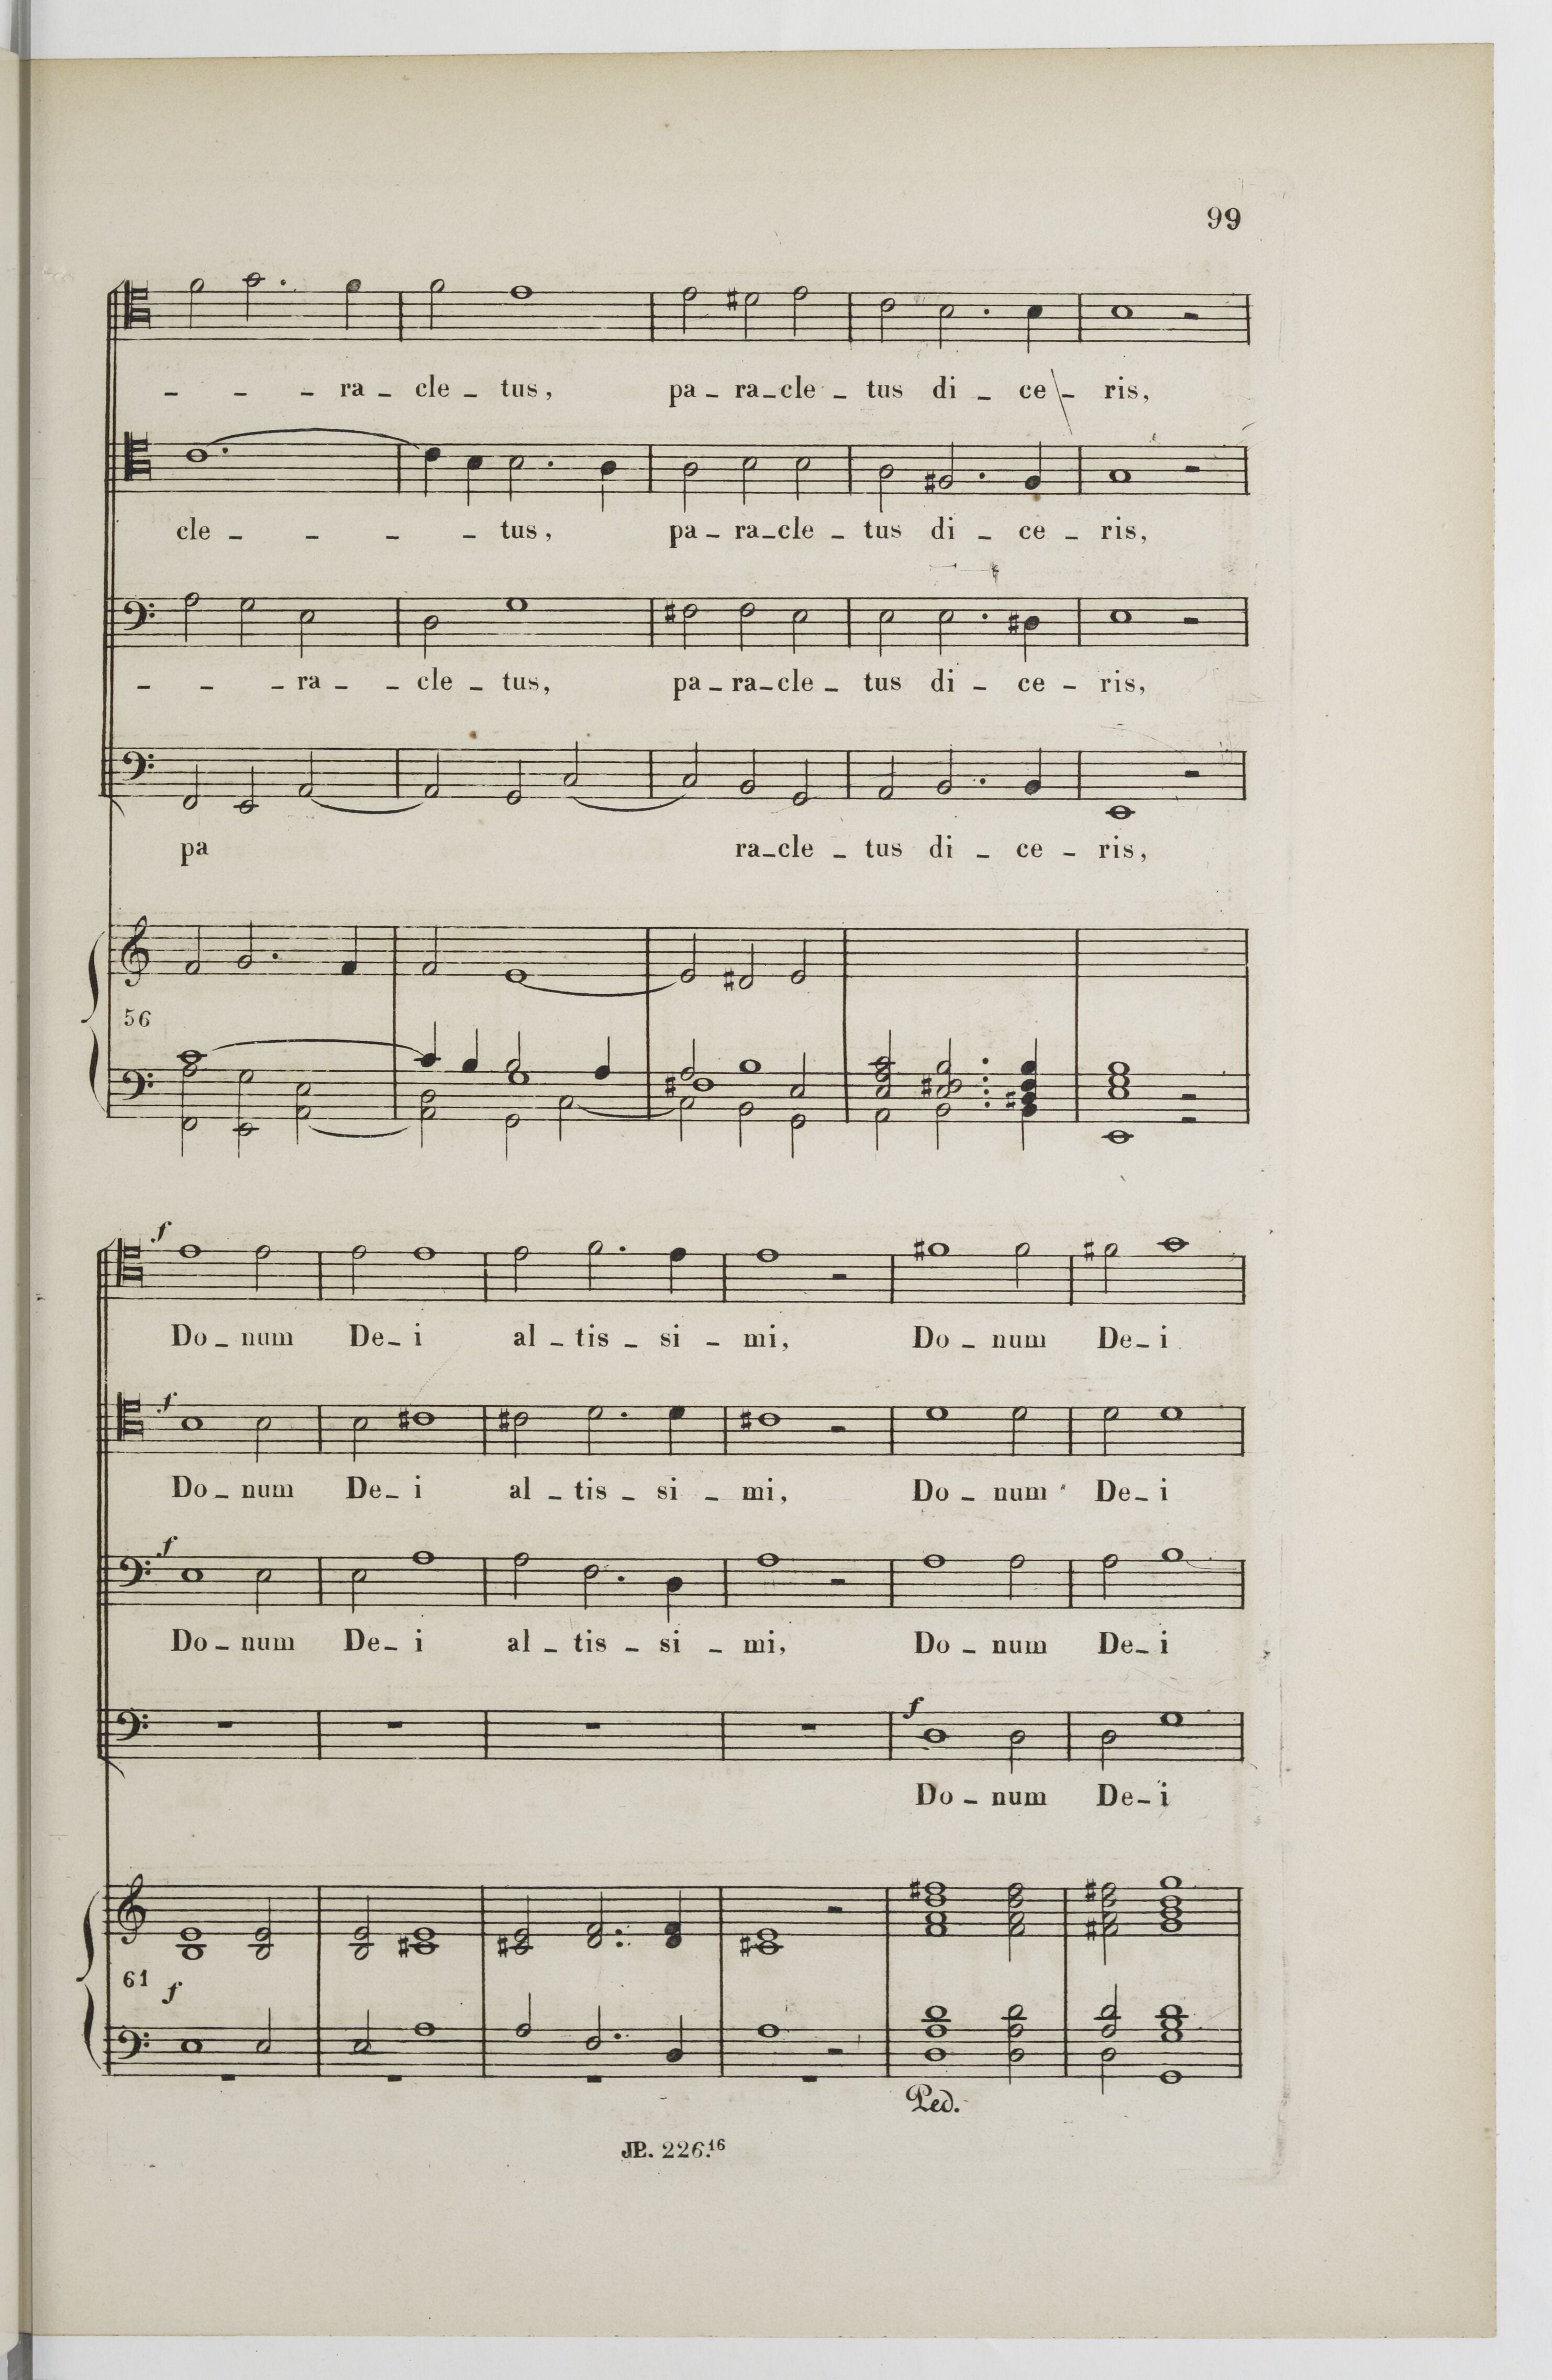 99
- - - ra - cle - tus, pa - ra - cle - tus di - ce - ris,
cle - - - - tus, pa - ra - cle - tus di - ce - ris,
- - - ra - - cle - tus, pa - ra - cle - tus di - ce - ris,
pa ra - cle - tus di - ce - ris,
56
f
Do - num De - i al - tis - si - mi, Do - num De - i
f
Do - num De - i al - tis - si - mi, Do - num De - i
f
Do - num De - i al - tis - si - mi, Do - num De - i
f
Do - num De - i
61 f
Ped.
JP. 226.16